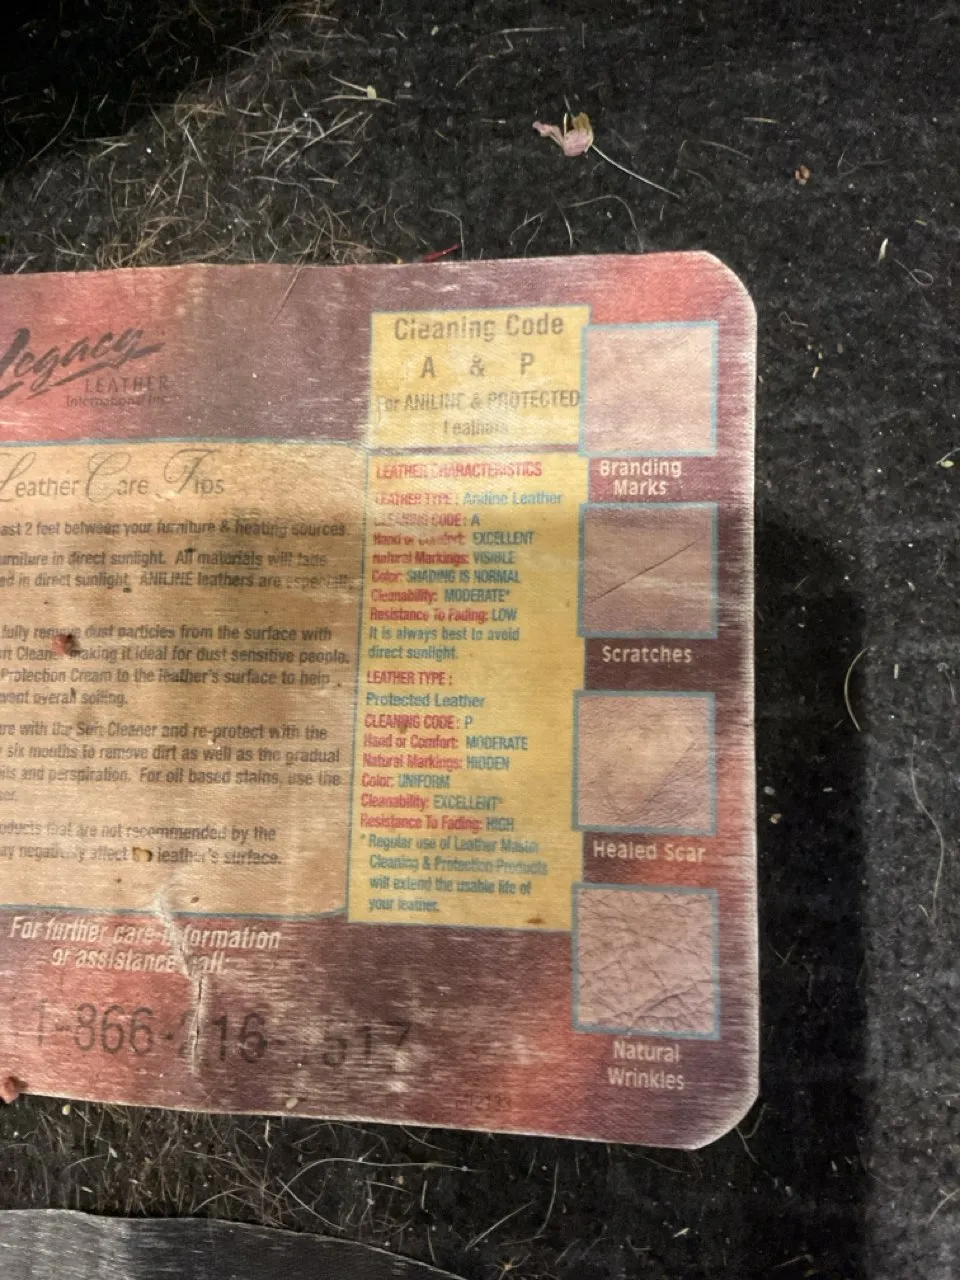 Legacy
LEATHER
International Inc.
Leather Care Tips
ast 2 feet between your furniture & heating sources
urniture in direct sunlight. All materials will fade
ed in direct sunlight, ANILINE leathers are especially
fully remove dust particles from the surface with
rt Clean making it ideal for dust sensitive people.
Protection Cream to the leather's surface to help
vent overall soiling.
are with the Cleaner and re-protect with the
six months to remove dirt as well as the gradual
ils and perspiration. For oil based stains, use the
ser.
oducts that are not recommended by the
ay negatively affect leather's surface.
For further care information
or assistance call:
Cleaning Code
A & P
For ANILINE & PROTECTED
Leathers
LEATHER CHARACTERISTICS
LEATHER TYPE: Aniline Leather
CLEANING CODE: A
Hand or Comfort: EXCELLENT
Natural Markings: VISIBLE
Color: SHADING IS NORMAL
Cleanability: MODERATE*
Resistance To Fading: LOW
It is always best to avoid
direct sunlight.
LEATHER TYPE:
Protected Leather
CLEANING CODE: P
Hand or Comfort: MODERATE
Natural Markings: HIDDEN
Color: UNIFORM
Cleanability: EXCELLENT*
Resistance To Fading: HIGH
* Regular use of Leather Master
Cleaning & Protection Products
will extend the usable life of
your leather.
Branding
Marks
Scratches
Healed Scar
Natural
Wrinkles